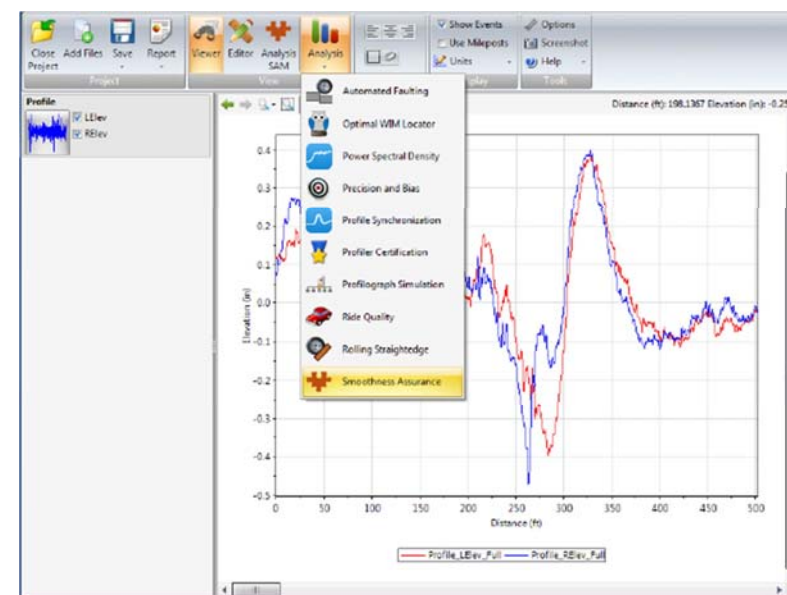 Close Project
Add Files
Save
Report
Viewer
Editor
Analysis SAM
Analysis
Show Events
Use Mileposts
Units
Options
Screenshot
Help
Project
View
Tools
Profile
LElev
RElev
Distance (ft): 198.1367 Elevation (in): -0.25
Automated Faulting
Optimal WIM Locator
Power Spectral Density
Precision and Bias
Profile Synchronization
Profiler Certification
Profilograph Simulation
Ride Quality
Rolling Straightedge
Smoothness Assurance
Elevation (in)
0.4
0.3
0.2
0.1
0.0
-0.1
-0.2
-0.3
-0.4
-0.5
0 50 100 150 200 250 300 350 400 450 500
Distance (ft)
Profile_LElev_Full Profile_RElev_Full